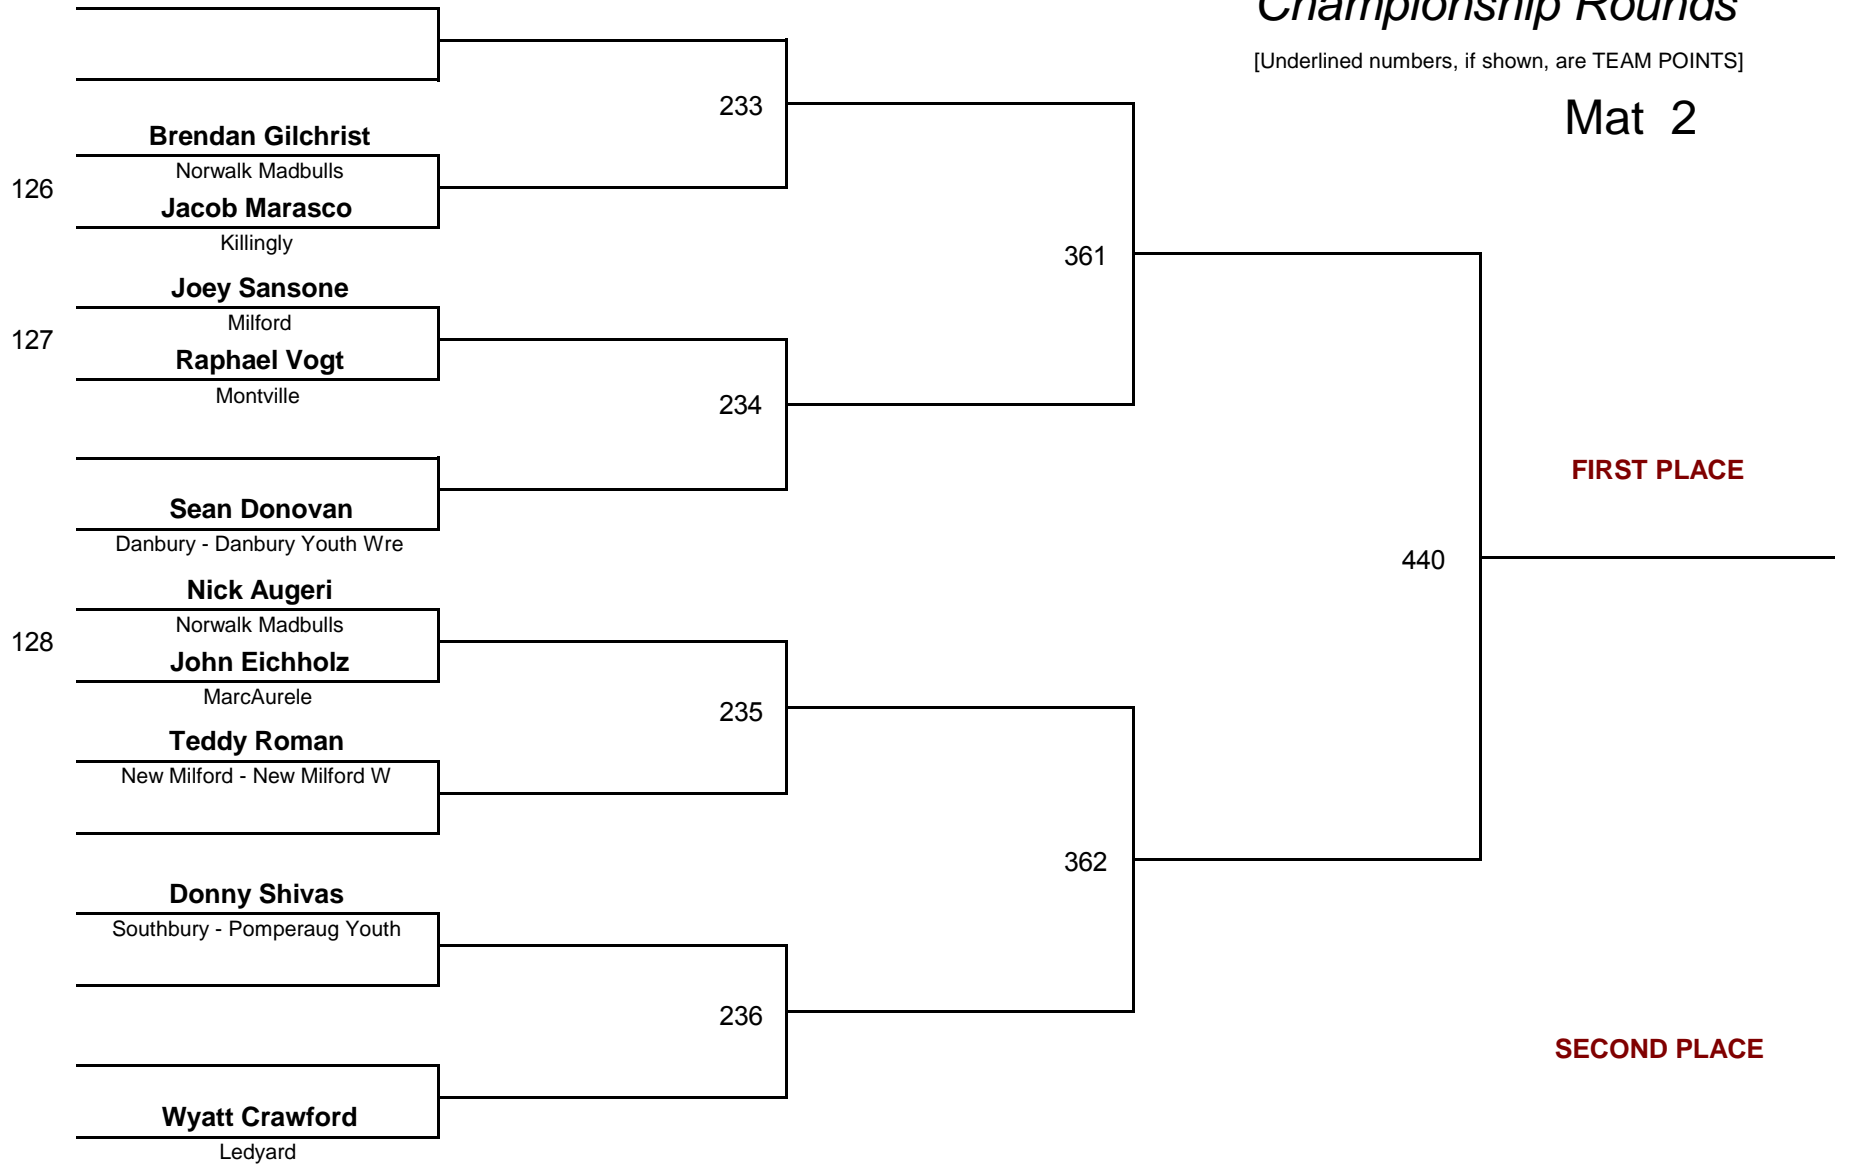 Championship Rounds
[Underlined numbers, if shown, are TEAM POINTS]
Mat 2
233
Brendan Gilchrist
Norwalk Madbulls
126
Jacob Marasco
Killingly
361
Joey Sansone
Milford
127
Raphael Vogt
Montville
234
FIRST PLACE
Sean Donovan
Danbury - Danbury Youth Wre
440
Nick Augeri
Norwalk Madbulls
128
John Eichholz
MarcAurele
235
Teddy Roman
New Milford - New Milford W
362
Donny Shivas
Southbury - Pomperaug Youth
236
SECOND PLACE
Wyatt Crawford
Ledyard